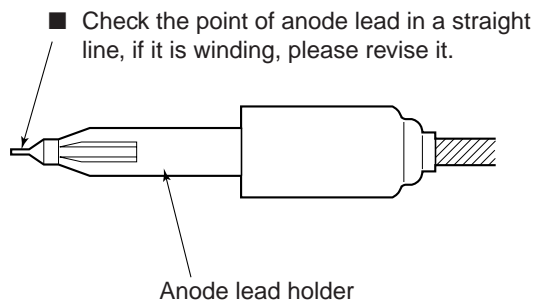 ■ Check the point of anode lead in a straight
line, if it is winding, please revise it.
Anode lead holder